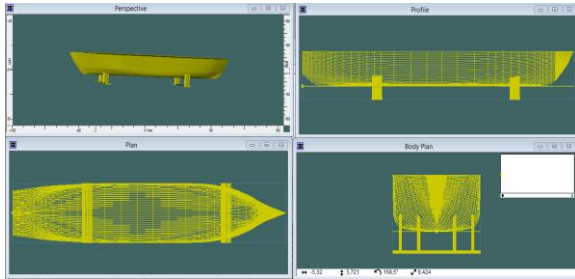 Perspective
Profile
Plan
Body Plan
-5,32 3,721 168,5° 8,424